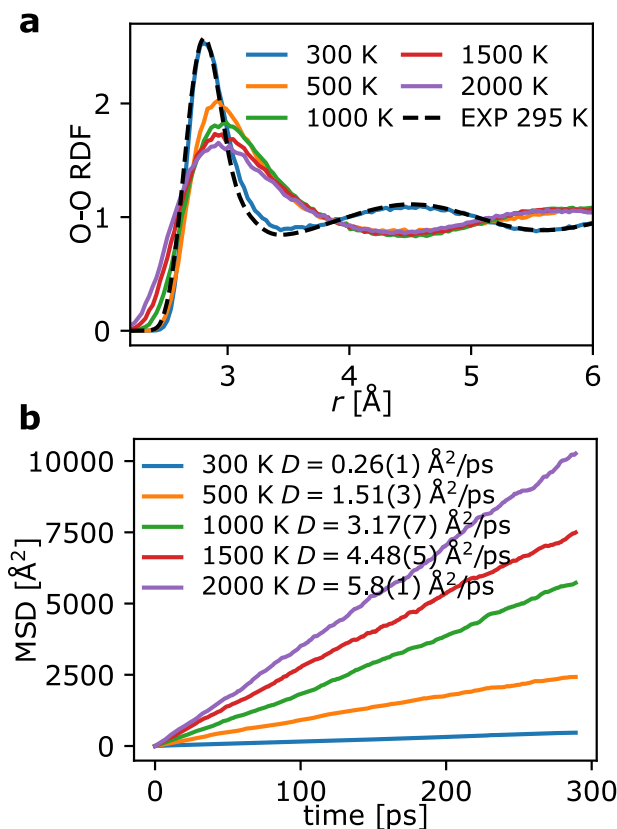 a
300 K
500 K
1000 K
1500 K
2000 K
EXP 295 K
2
1
0
O-O RDF
3 4 5 6
r [Å]
b
10000
7500
5000
2500
0
MSD [Å²]
300 K D = 0.26(1) Å²/ps
500 K D = 1.51(3) Å²/ps
1000 K D = 3.17(7) Å²/ps
1500 K D = 4.48(5) Å²/ps
2000 K D = 5.8(1) Å²/ps
0 100 200 300
time [ps]